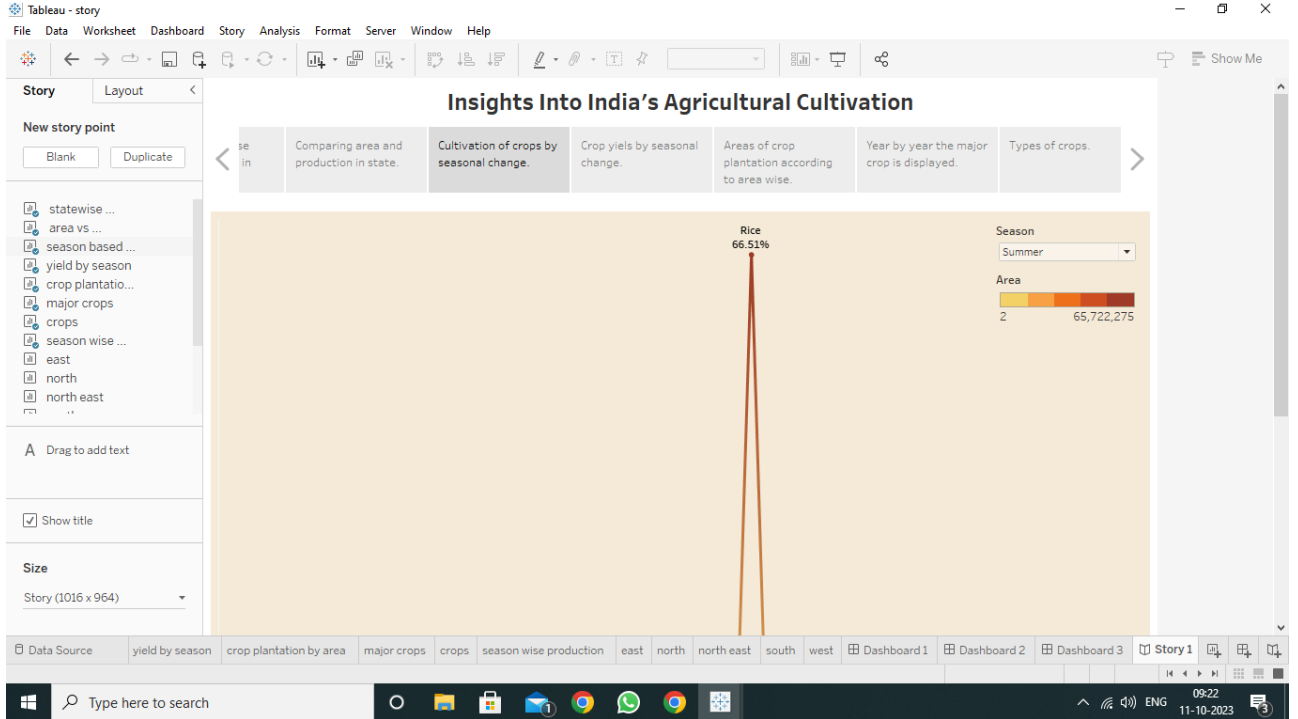 Tableau - story
File Data Worksheet Dashboard Story Analysis Format Server Window Help
Show Me
Story Layout
New story point
Blank Duplicate
statewise ...
area vs ...
season based ...
yield by season
crop plantatio...
major crops
crops
season wise ...
east
north
north east
A Drag to add text
Show title
Size
Story (1016 x 964)
Insights Into India's Agricultural Cultivation
se
in
Comparing area and
production in state.
Cultivation of crops by
seasonal change.
Crop yiels by seasonal
change.
Areas of crop
plantation according
to area wise.
Year by year the major
crop is displayed.
Types of crops.
Rice
66.51%
Season
Summer
Area
2 65,722,275
Data Source yield by season crop plantation by area major crops crops season wise production east north north east south west Dashboard 1 Dashboard 2 Dashboard 3 Story 1
Type here to search
1
ENG
09:22
11-10-2023
3